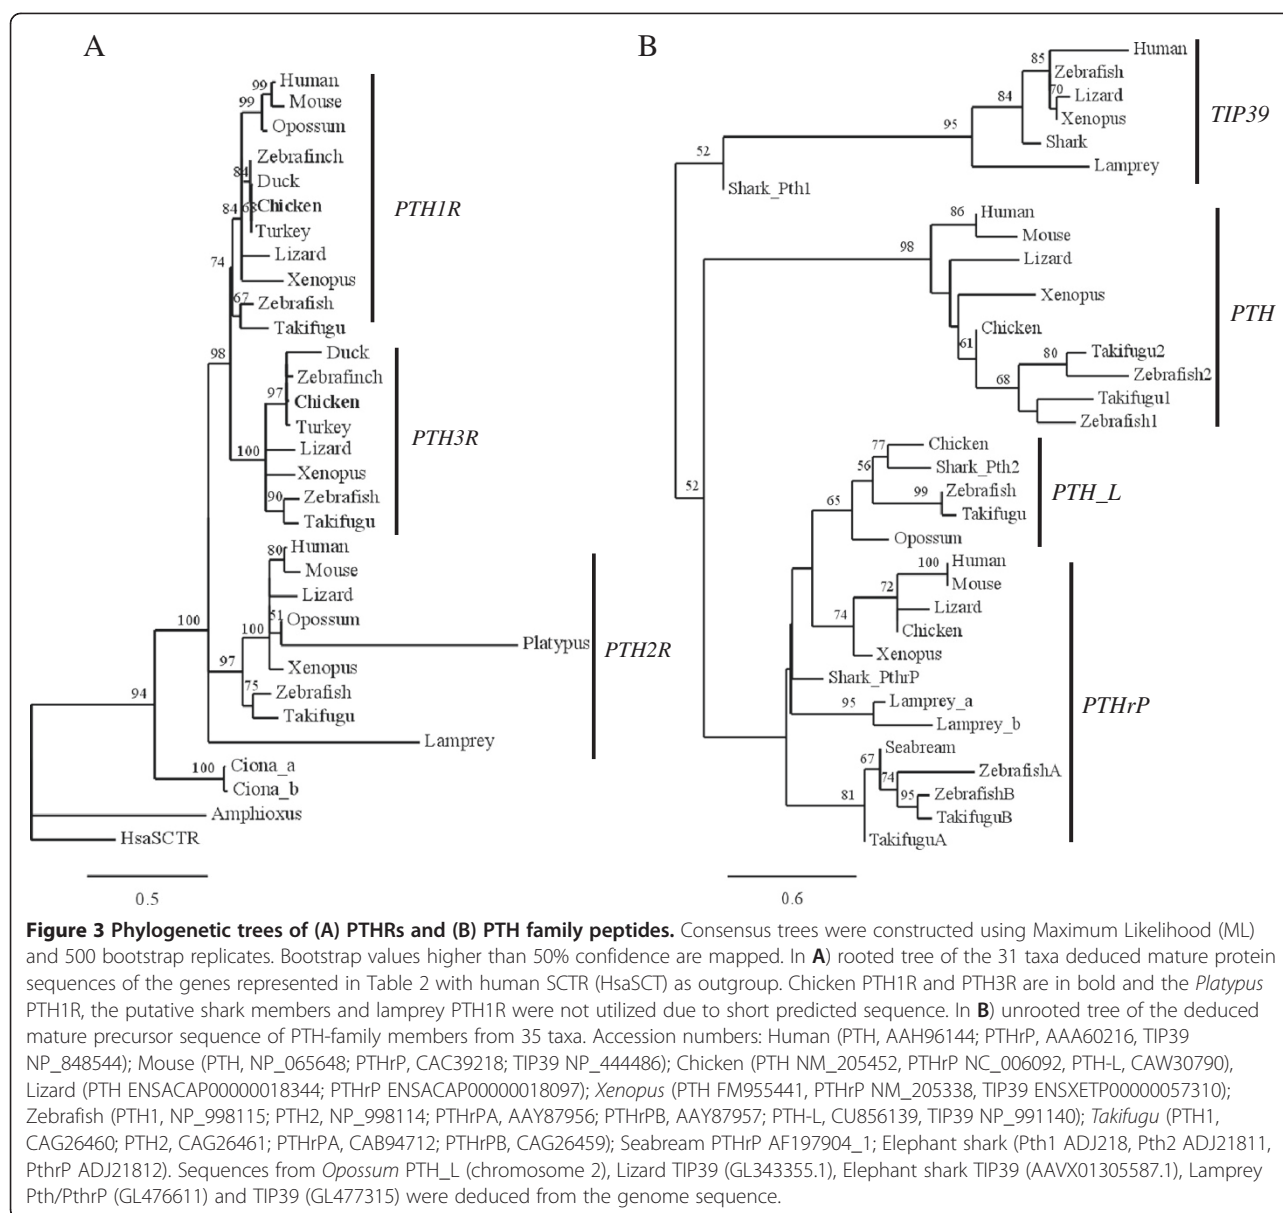 A
99
Human
99
Mouse
Opossum
Zebrafinch
84
Duck
84
68
Chicken
Turkey
PTH1R
Lizard
74
Xenopus
67
Zebrafish
Takifugu
98
Duck
Zebrafinch
97
Chicken
Turkey
PTH3R
100
Lizard
Xenopus
90
Zebrafish
Takifugu
80
Human
Mouse
Lizard
51
Opossum
100
100
Platypus
PTH2R
97
Xenopus
75
Zebrafish
94
Takifugu
Lamprey
100
Ciona_a
Ciona_b
Amphioxus
HsaSCTR
0.5
B
Human
85
Zebrafish
84
70
Lizard
TIP39
95
Xenopus
Shark
52
Lamprey
Shark_Pth1
86
Human
Mouse
98
Lizard
Xenopus
PTH
Chicken
61
80
Takifugu2
68
Zebrafish2
Takifugu1
Zebrafish1
77
Chicken
56
Shark_Pth2
52
99
Zebrafish
PTH_L
65
Takifugu
Opossum
100
Human
72
Mouse
74
Lizard
Chicken
Xenopus
Shark_PthrP
95
Lamprey_a
PTHrP
Lamprey_b
67
Seabream
74
ZebrafishA
81
95
ZebrafishB
TakifuguB
TakifuguA
0.6
Figure 3 Phylogenetic trees of (A) PTHRs and (B) PTH family peptides. Consensus trees were constructed using Maximum Likelihood (ML)
and 500 bootstrap replicates. Bootstrap values higher than 50% confidence are mapped. In A) rooted tree of the 31 taxa deduced mature protein
sequences of the genes represented in Table 2 with human SCTR (HsaSCT) as outgroup. Chicken PTH1R and PTH3R are in bold and the Platypus
PTH1R, the putative shark members and lamprey PTH1R were not utilized due to short predicted sequence. In B) unrooted tree of the deduced
mature precursor sequence of PTH-family members from 35 taxa. Accession numbers: Human (PTH, AAH96144; PTHrP, AAA60216, TIP39
NP_848544); Mouse (PTH, NP_065648; PTHrP, CAC39218; TIP39 NP_444486); Chicken (PTH NM_205452, PTHrP NC_006092, PTH-L, CAW30790),
Lizard (PTH ENSACAP00000018344; PTHrP ENSACAP00000018097); Xenopus (PTH FM955441, PTHrP NM_205338, TIP39 ENSXETP00000057310);
Zebrafish (PTH1, NP_998115; PTH2, NP_998114; PTHrPA, AAY87956; PTHrPB, AAY87957; PTH-L, CU856139, TIP39 NP_991140); Takifugu (PTH1,
CAG26460; PTH2, CAG26461; PTHrPA, CAB94712; PTHrPB, CAG26459); Seabream PTHrP AF197904_1; Elephant shark (Pth1 ADJ218, Pth2 ADJ21811,
PthrP ADJ21812). Sequences from Opossum PTH_L (chromosome 2), Lizard TIP39 (GL343355.1), Elephant shark TIP39 (AAVX01305587.1), Lamprey
Pth/PthrP (GL476611) and TIP39 (GL477315) were deduced from the genome sequence.